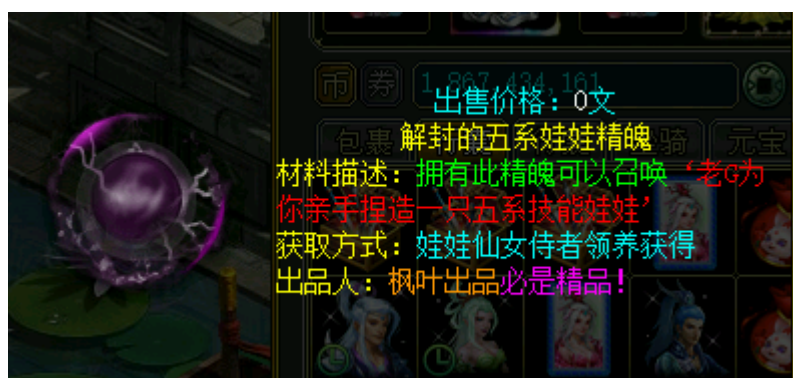 币 券 1,867,434,161
出售价格：0文
包裹
骑
元宝
解封的五系娃娃精魄
材料描述：拥有此精魄可以召唤‘老G为
你亲手捏造一只五系技能娃娃’
获取方式：娃娃仙女侍者领养获得
出品人：枫叶出品必是精品!